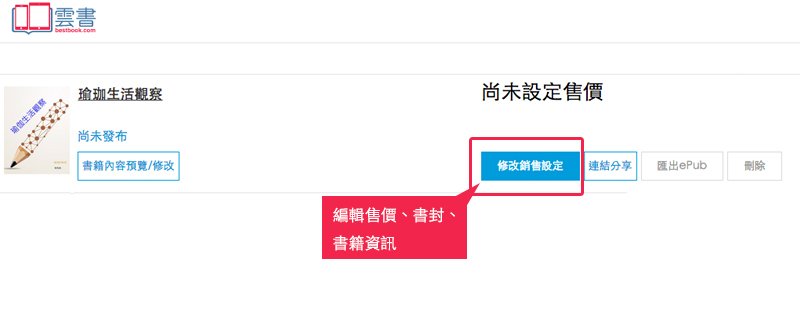 雲書
bestbook.com
瑜珈生活觀察
瑜珈生活觀察
尚未設定售價
尚未發布
書籍內容預覽/修改
修改銷售設定
連結分享
匯出ePub
刪除
編輯售價、書封、
書籍資訊